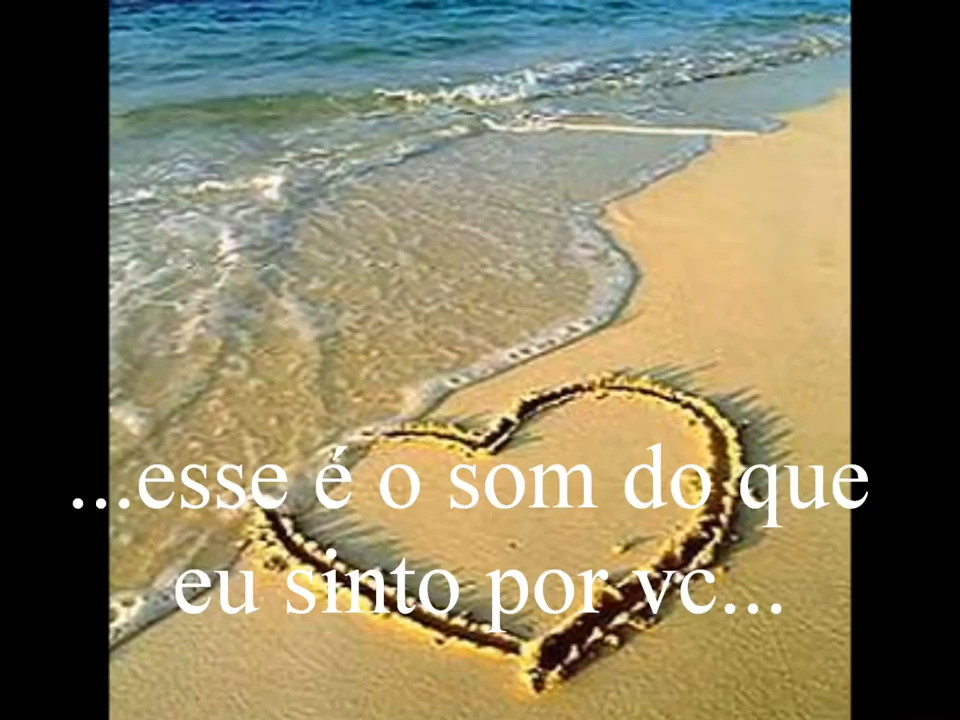 ...esse é o som do que
eu sinto por vc...